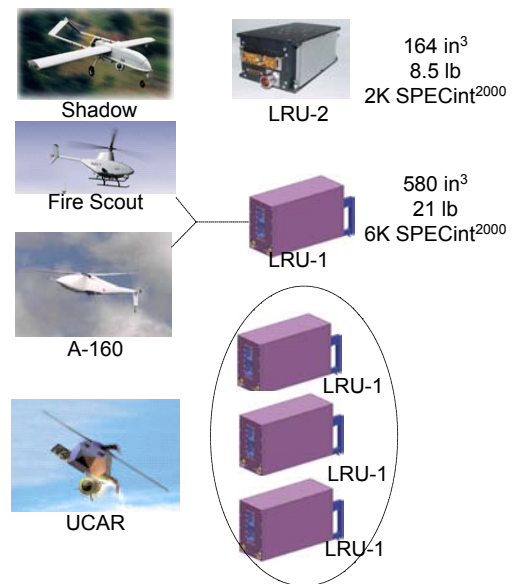 Shadow
LRU-2
164 in³
8.5 lb
2K SPECint²⁰⁰⁰
Fire Scout
LRU-1
580 in³
21 lb
6K SPECint²⁰⁰⁰
A-160
LRU-1
LRU-1
UCAR
LRU-1